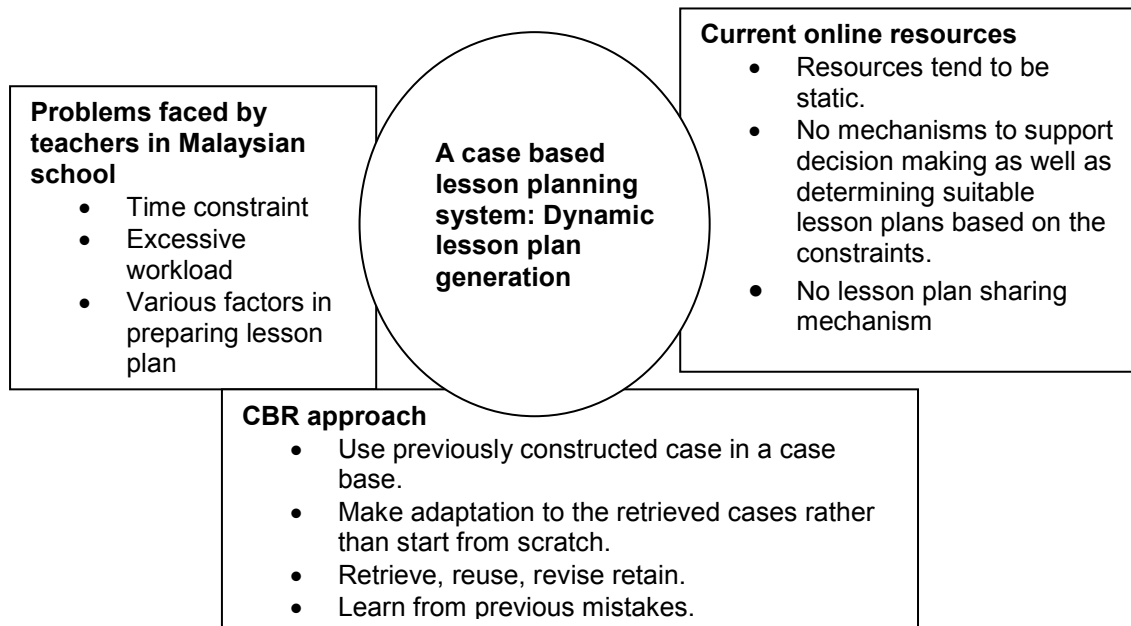 Problems faced by
teachers in Malaysian
school
• Time constraint
• Excessive
workload
• Various factors in
preparing lesson
plan
A case based
lesson planning
system: Dynamic
lesson plan
generation
Current online resources
• Resources tend to be
static.
• No mechanisms to support
decision making as well as
determining suitable
lesson plans based on the
constraints.
• No lesson plan sharing
mechanism
CBR approach
• Use previously constructed case in a case
base.
• Make adaptation to the retrieved cases rather
than start from scratch.
• Retrieve, reuse, revise retain.
• Learn from previous mistakes.